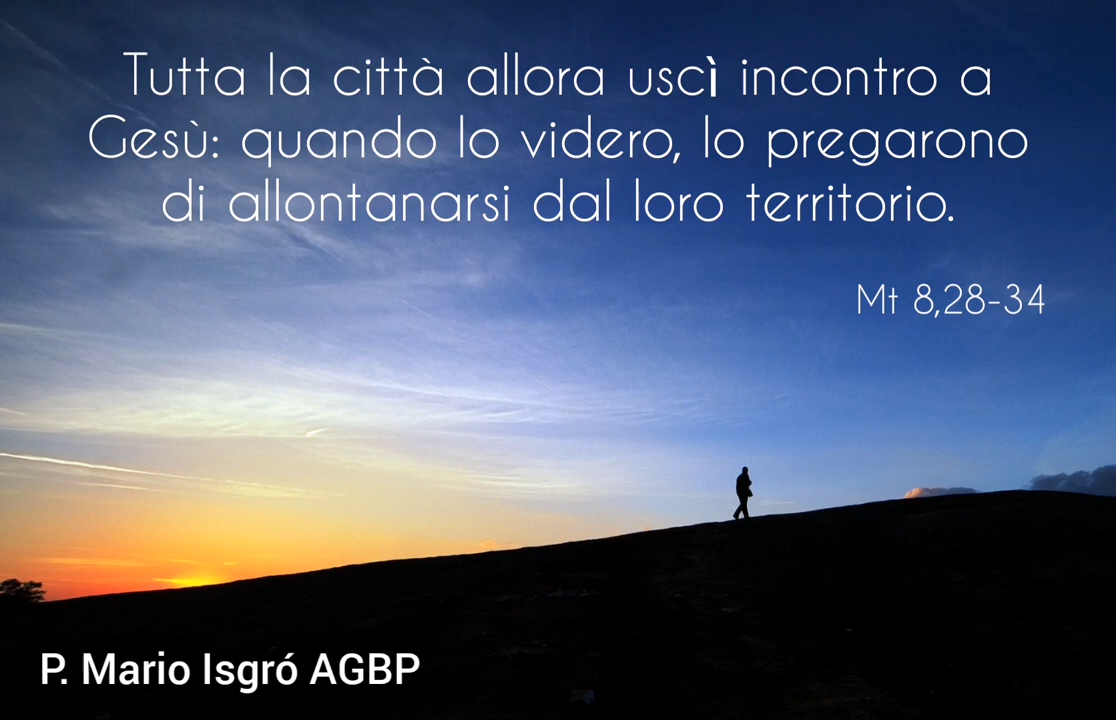 Tutta la città allora uscì incontro a
Gesù: quando lo videro, lo pregarono
di allontanarsi dal loro territorio.
Mt 8,28-34
P. Mario Isgró AGBP